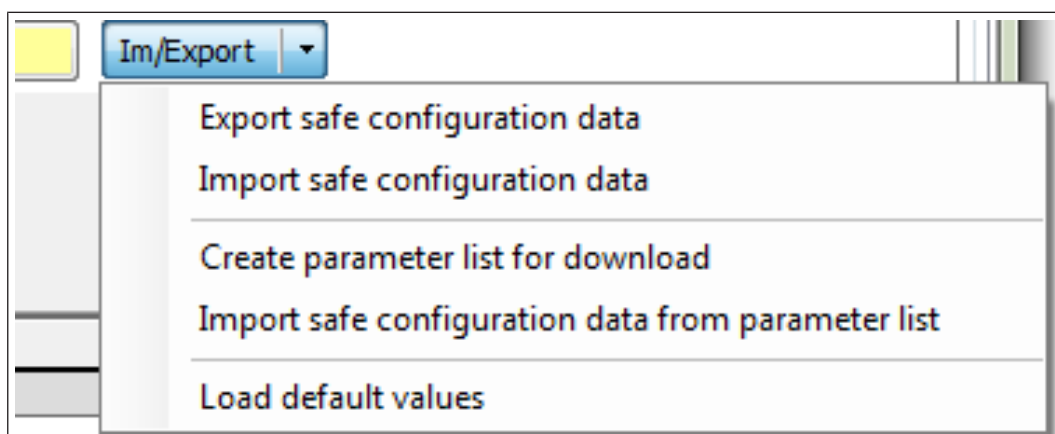 Im/Export
Export safe configuration data
Import safe configuration data
Create parameter list for download
Import safe configuration data from parameter list
Load default values